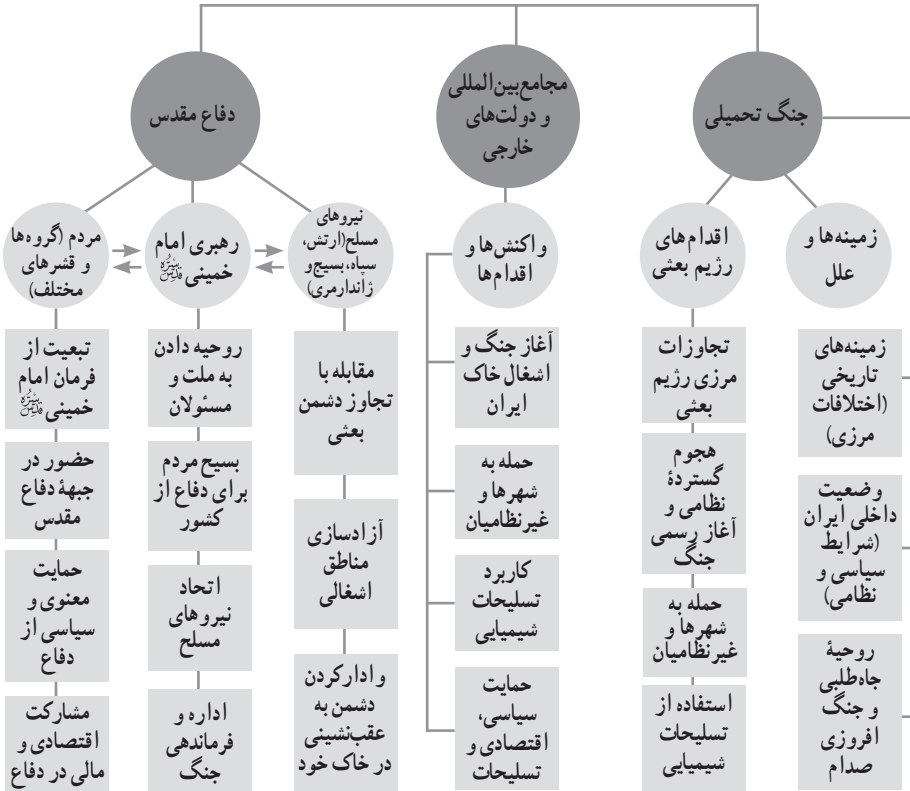 جنگ تحمیلی
مجامع بین‌المللی
و دولت‌های
خارجی
دفاع مقدس
زمینه‌ها و
علل
اقدام‌های
رژیم بعثی
واکنش‌ها و
اقدام‌ها
نیروهای
مسلح(ارتش،
سپاه،بسیج و
ژاندارمری)
رهبری امام
خمینی قدّس سرّه
مردم (گروه‌ها
و قشرهای
مختلف)
زمینه‌های
تاریخی
(اختلافات
مرزی)
وضعیت
داخلی ایران
(شرایط
سیاسی و
نظامی)
روحیهٔ
جاه‌طلبی
و جنگ
افروزی
صدام
تجاوزات
مرزی رژیم
بعثی
هجوم
گستردهٔ
نظامی و
آغاز رسمی
جنگ
حمله به
شهرها و
غیرنظامیان
استفاده از
تسلیحات
شیمیایی
آغاز جنگ و
اشغال خاک
ایران
حمله به
شهرها و
غیرنظامیان
کاربرد
تسلیحات
شیمیایی
حمایت
سیاسی،
اقتصادی و
تسلیحات
مقابله با
تجاوز دشمن
بعثی
آزادسازی
مناطق
اشغالی
وادارکردن
دشمن به
عقب‌نشینی
در خاک خود
روحیه دادن
به ملت و
مسئولان
بسیج مردم
برای دفاع از
کشور
اتحاد
نیروهای
مسلح
اداره و
فرماندهی
جنگ
تبعیت از
فرمان امام
خمینی قدّس سرّه
حضور در
جبههٔ دفاع
مقدس
حمایت
معنوی و
سیاسی از
دفاع
مشارکت
اقتصادی و
مالی در دفاع